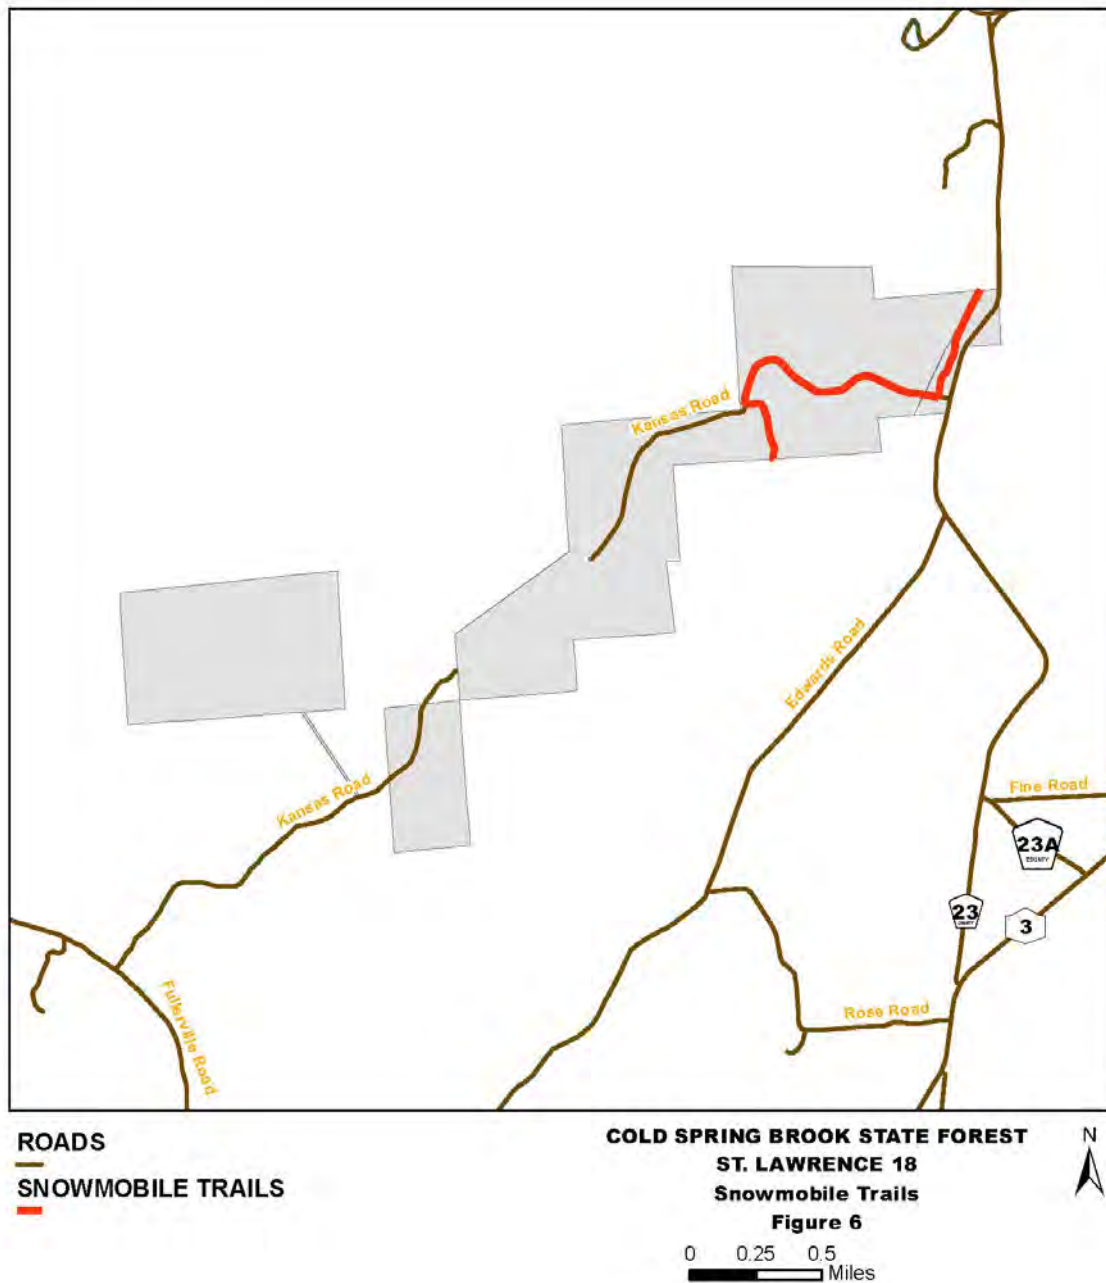 Kansas Road
Edwards Road
Kansas Road
Fine Road
23A
COUNTY
23
COUNTY
3
Fullerville Road
Rose Road
ROADS
SNOWMOBILE TRAILS
COLD SPRING BROOK STATE FOREST
ST. LAWRENCE 18
Snowmobile Trails
Figure 6
N
0 0.25 0.5
Miles